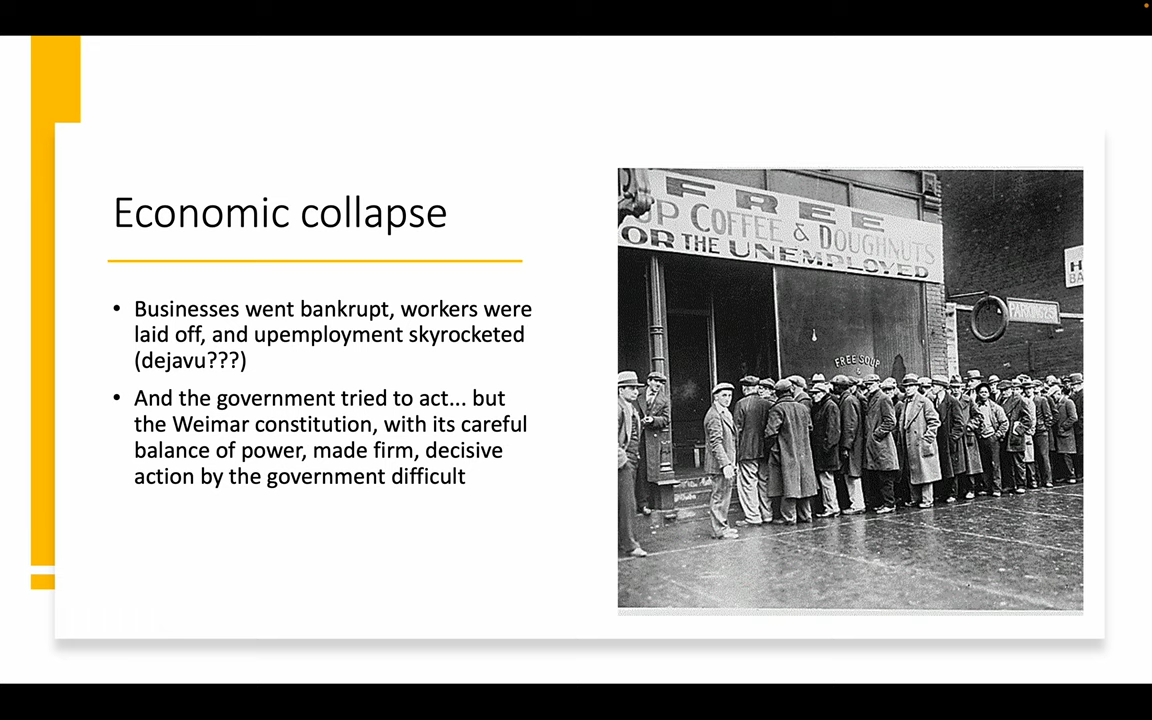 Economic collapse
• Businesses went bankrupt, workers were
laid off, and upemployment skyrocketed
(dejavu???)
• And the government tried to act... but
the Weimar constitution, with its careful
balance of power, made firm, decisive
action by the government difficult
FREE
UP COFFEE & DOUGHNUTS
OR THE UNEMPLOYED
FREE SOUP
PARKING
H
BA